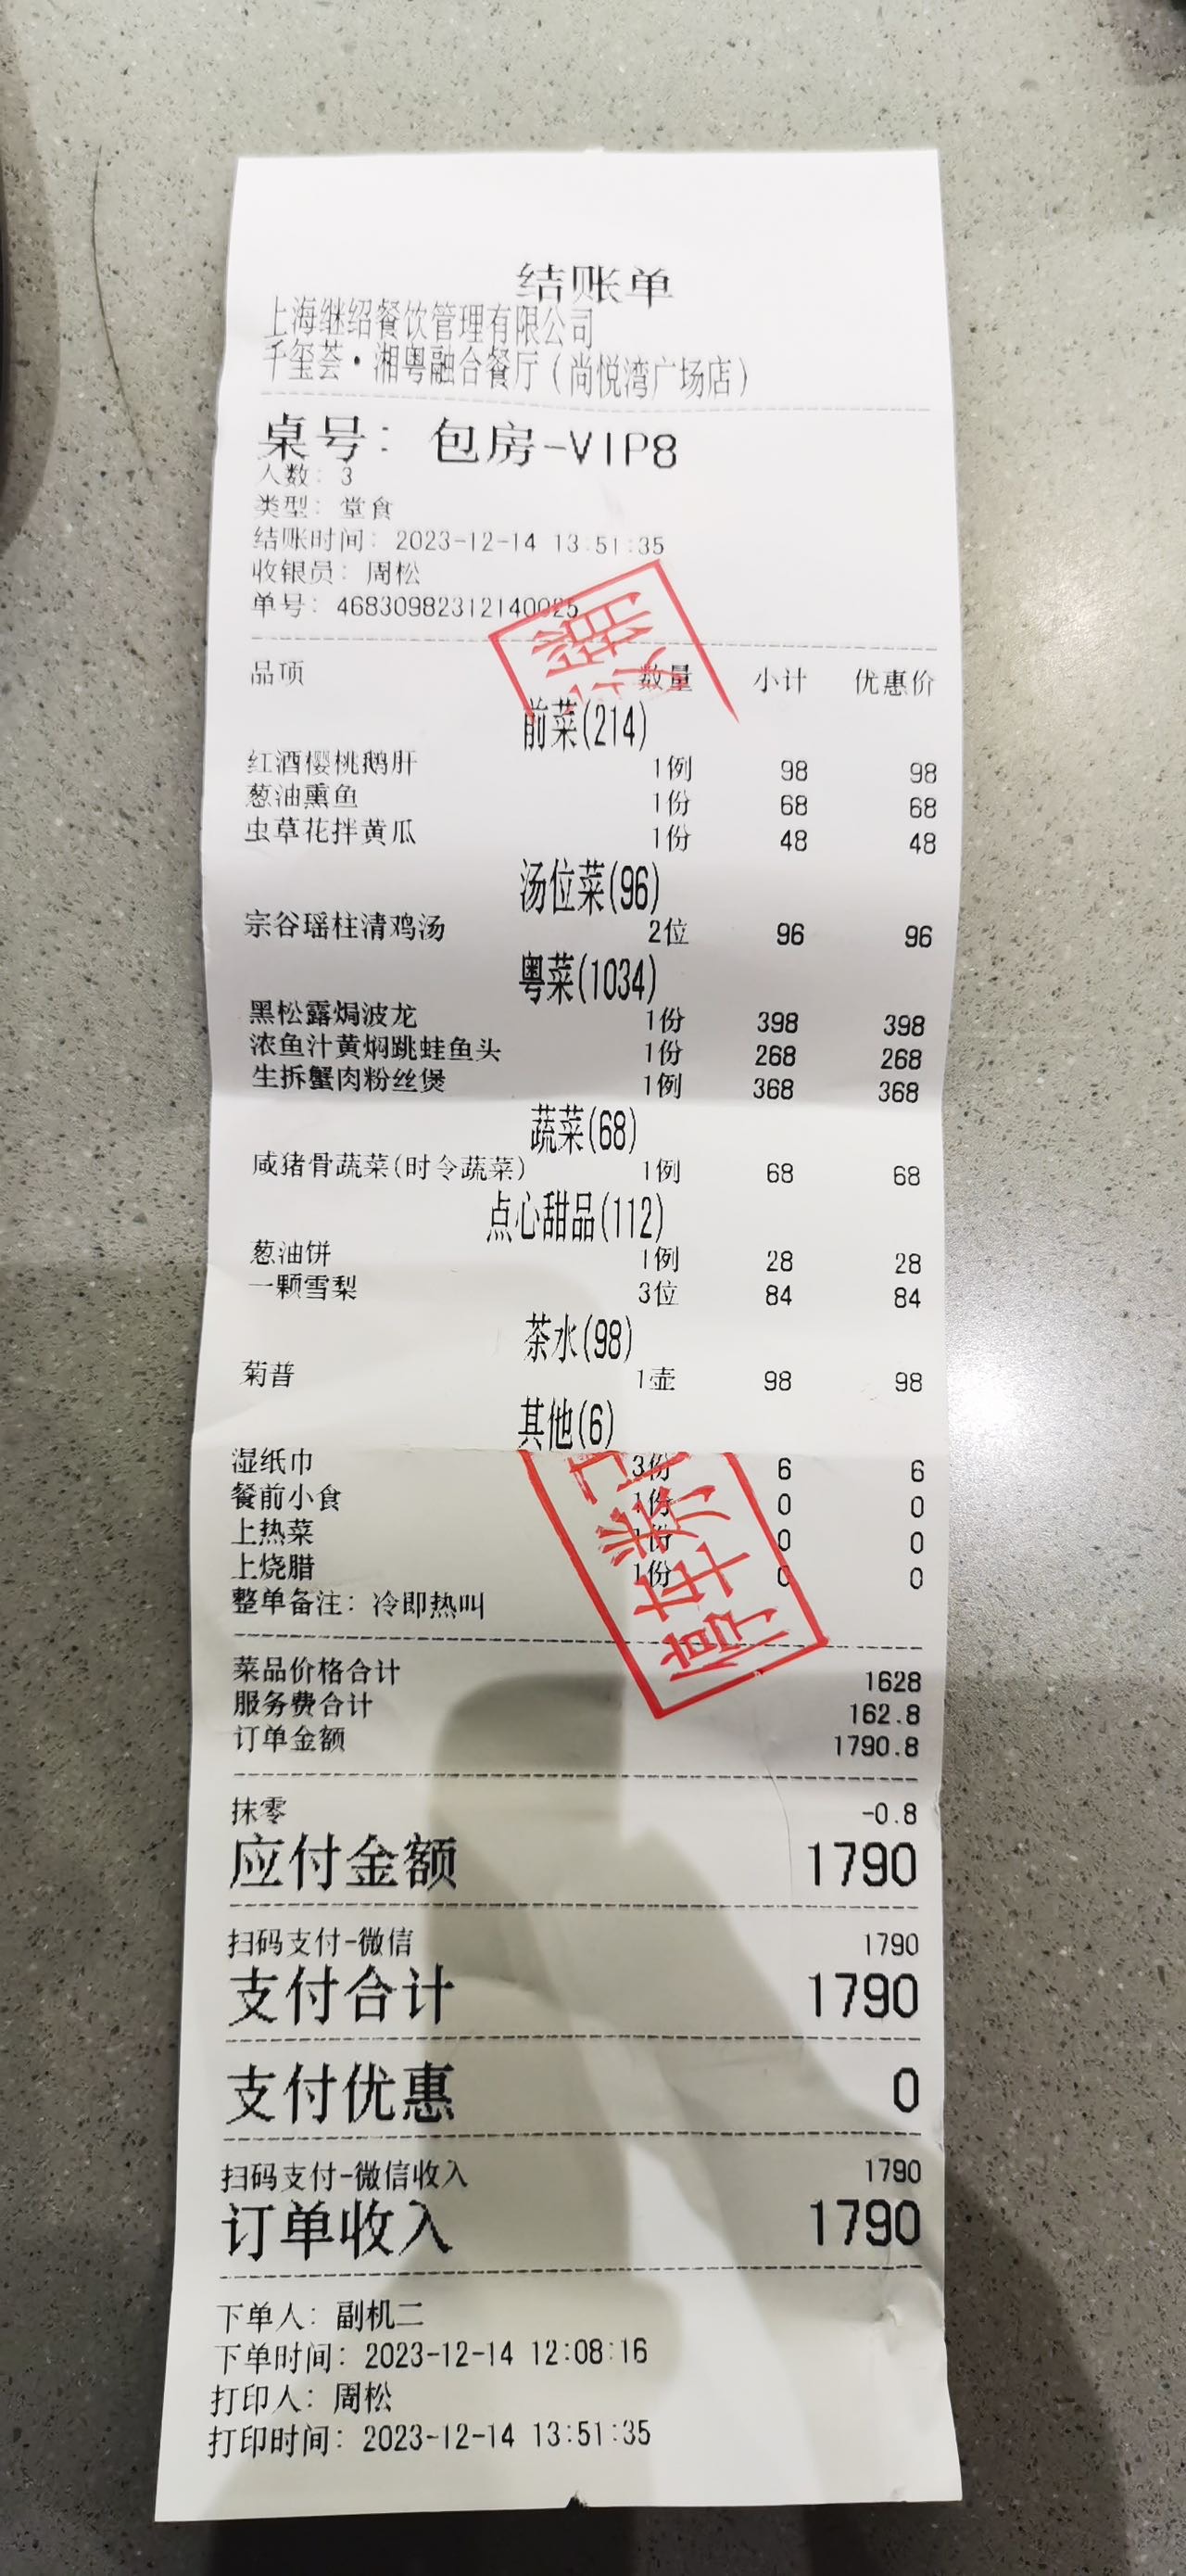 结账单
上海继绍餐饮管理有限公司
千玺荟·湘粤融合餐厅(尚悦湾广场店)
桌号: 包房-VIP8
人数: 3
类型: 堂食
结账时间: 2023-12-14 13:51:35
收银员: 周松
单号: 46830982312140025
品项 数量 小计 优惠价
前菜(214)
红酒樱桃鹅肝 1例 98 98
葱油熏鱼 1份 68 68
虫草花拌黄瓜 1份 48 48
汤位菜(96)
宗谷瑶柱清鸡汤 2位 96 96
粤菜(1034)
黑松露焗波龙 1份 398 398
浓鱼汁黄焖跳蛙鱼头 1份 268 268
生拆蟹肉粉丝煲 1例 368 368
蔬菜(68)
咸猪骨蔬菜(时令蔬菜) 1例 68 68
点心甜品(112)
葱油饼 1例 28 28
一颗雪梨 3位 84 84
茶水(98)
菊普 1壶 98 98
其他(6)
湿纸巾 3份 6 6
餐前小食 1份 0 0
上热菜 1份 0 0
上烧腊 1份 0 0
整单备注: 冷即热叫
菜品价格合计 1628
服务费合计 162.8
订单金额 1790.8
抹零 -0.8
应付金额 1790
扫码支付-微信 1790
支付合计 1790
支付优惠 0
扫码支付-微信收入 1790
订单收入 1790
下单人: 副机二
下单时间: 2023-12-14 12:08:16
打印人: 周松
打印时间: 2023-12-14 13:51:35